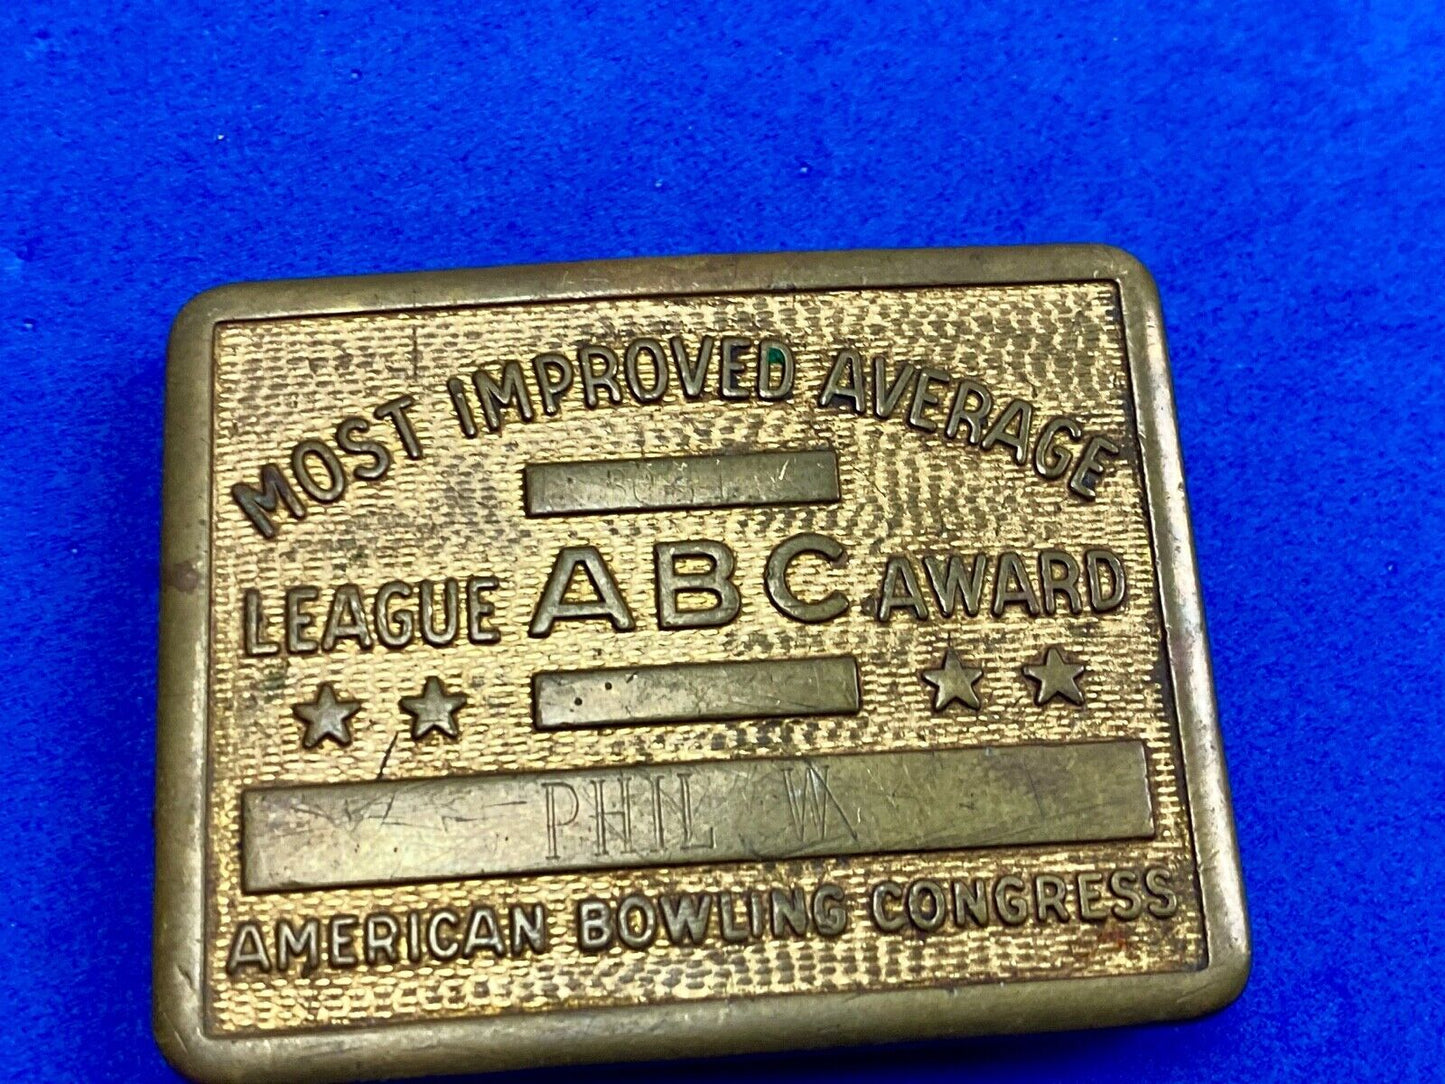 MOST IMPROVED AVERAGE
LEAGUE ABC AWARD
PHIL W
AMERICAN BOWLING CONGRESS